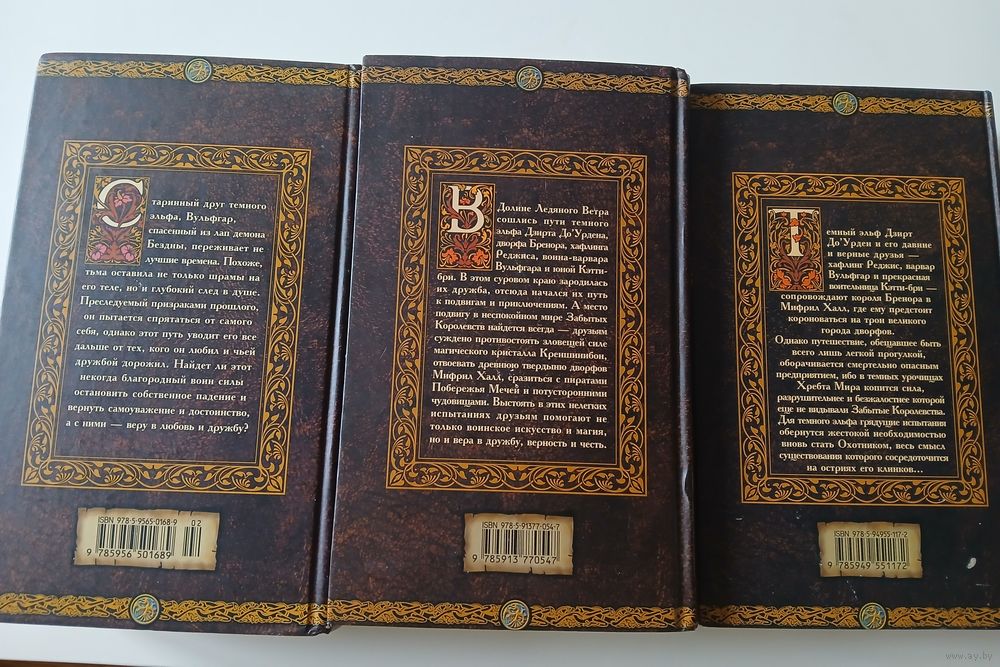 Старинный друг темного
эльфа, Вульфгар,
спасенный из лап демона
Бездны, переживает не
лучшие времена. Похоже,
тьма оставила не только шрамы на
его теле, но и глубокий след в душе.
Преследуемый призраками прошлого,
он пытается спрятаться от самого
себя, однако этот путь уводит его все
дальше от тех, кого он любил и чьей
дружбой дорожил. Найдет ли этот
некогда благородный воин силы
остановить собственное падение и
вернуть самоуважение и достоинство,
а с ними — веру в любовь и дружбу?
ISBN 978-5-9565-0168-9
02
9 785956 501689
В Долине Ледяного Ветра
сошлись пути темного
эльфа Дзирта До'Урдена,
дворфа Бренора, хафлинга
Реджиса, воина-варвара
Вульфгара и юной Кэтти-
бри. В этом суровом краю зародилась
их дружба, отсюда начался их путь
к подвигам и приключениям. А место
подвигу в неспокойном мире Забытых
Королевств найдется всегда — друзьям
суждено противостоять зловещей силе
магического кристалла Креншинибон,
отвоевать древнюю твердыню дворфов
Мифрил Халл, сразиться с пиратами
Побережья Мечей и потусторонними
чудовищами. Выстоять в этих нелегких
испытаниях друзьям помогают не
только воинское искусство и магия,
но и вера в дружбу, верность и честь.
ISBN 978-5-91377-054-7
9 785913 770547
Темный эльф Дзирт
До'Урден и его давние
и верные друзья —
хафлинг Реджис, варвар
Вульфгар и прекрасная
воительница Кэтти-бри —
сопровождают короля Бренора в
Мифрил Халл, где ему предстоит
короноваться на трон великого
города дворфов.
Однако путешествие, обещавшее быть
всего лишь легкой прогулкой,
оборачивается смертельно опасным
предприятием, ибо в темных урочищах
Хребта Мира копится сила,
разрушительнее и безжалостнее которой
еще не видывали Забытые Королевства.
Для темного эльфа грядущие испытания
обернутся жестокой необходимостью
вновь стать Охотником, весь смысл
существования которого сосредоточится
на остриях его клинков...
ISBN 978-5-94955-117-2
9 785949 551172
www.ay.by